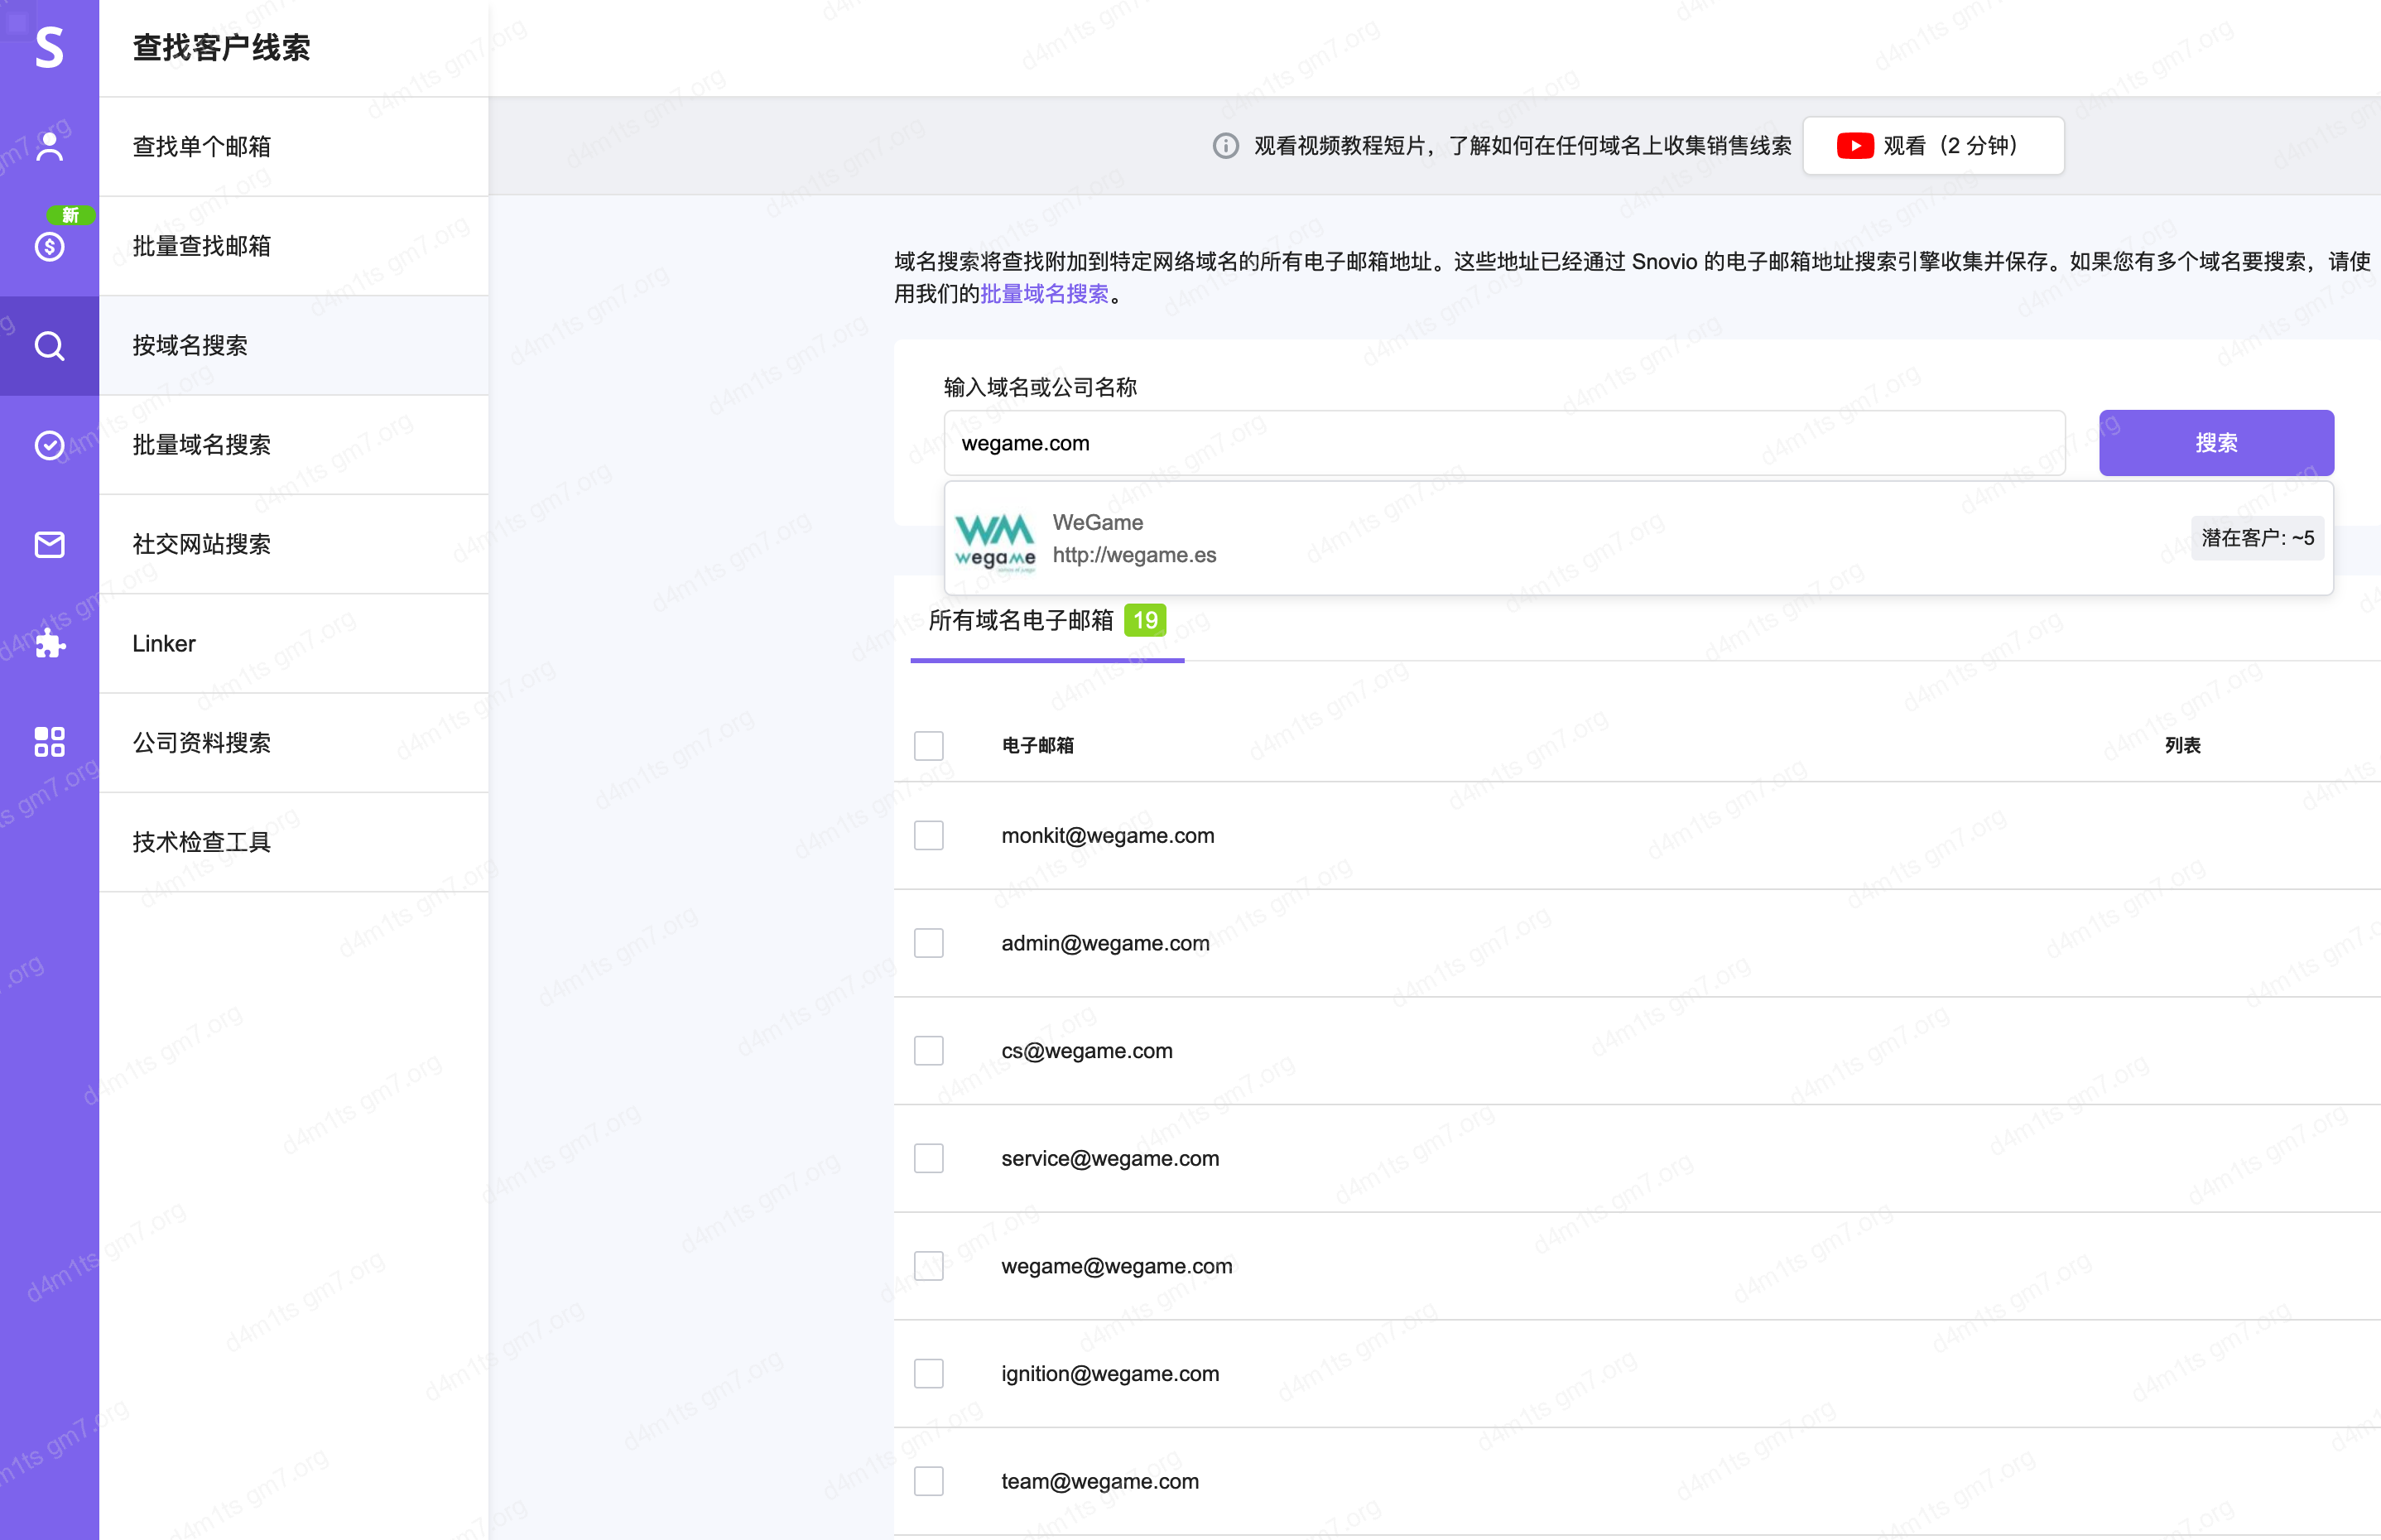 S
查找客户线索
新
查找单个邮箱
批量查找邮箱
按域名搜索
批量域名搜索
社交网站搜索
Linker
公司资料搜索
技术检查工具
观看视频教程短片，了解如何在任何域名上收集销售线索
观看（2 分钟）
域名搜索将查找附加到特定网络域名的所有电子邮箱地址。这些地址已经通过 Snovio 的电子邮箱地址搜索引擎收集并保存。如果您有多个域名要搜索，请使
用我们的批量域名搜索。
输入域名或公司名称
wegame.com
搜索
WM
wegame
WeGame
http://wegame.es
潜在客户: ~5
所有域名电子邮箱 19
电子邮箱 列表
monkit@wegame.com
admin@wegame.com
cs@wegame.com
service@wegame.com
wegame@wegame.com
ignition@wegame.com
team@wegame.com
d4m1ts gm7.org